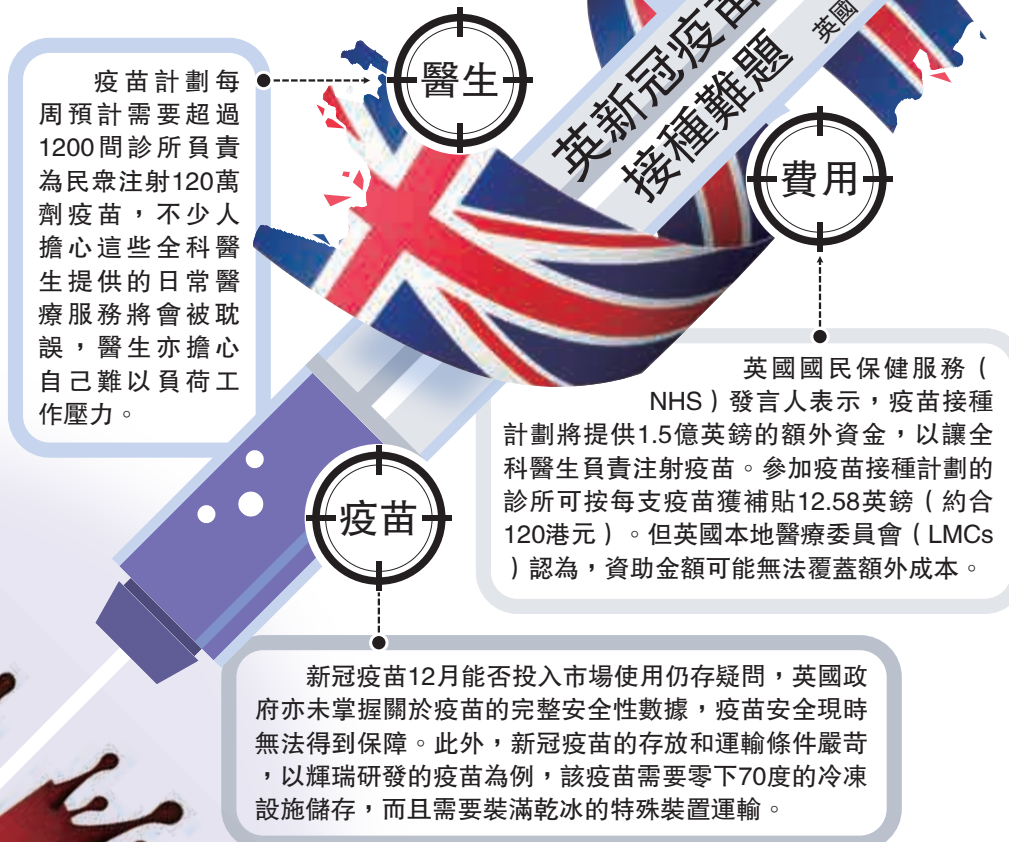 英新冠疫苗
接種難題
英國
醫生
疫苗計劃每
周預計需要超過
1200間診所負責
為民眾注射120萬
劑疫苗，不少人
擔心這些全科醫
生提供的日常醫
療服務將會被耽
誤，醫生亦擔心
自己難以負荷工
作壓力。
費用
英國國民保健服務（
NHS）發言人表示，疫苗接種
計劃將提供1.5億英鎊的額外資金，以讓全
科醫生負責注射疫苗。參加疫苗接種計劃的
診所可按每支疫苗獲補貼12.58英鎊（約合
120港元）。但英國本地醫療委員會（LMCs
）認為，資助金額可能無法覆蓋額外成本。
疫苗
新冠疫苗12月能否投入市場使用仍存疑問，英國政
府亦未掌握關於疫苗的完整安全性數據，疫苗安全現時
無法得到保障。此外，新冠疫苗的存放和運輸條件嚴苛
，以輝瑞研發的疫苗為例，該疫苗需要零下70度的冷凍
設施儲存，而且需要裝滿乾冰的特殊裝置運輸。